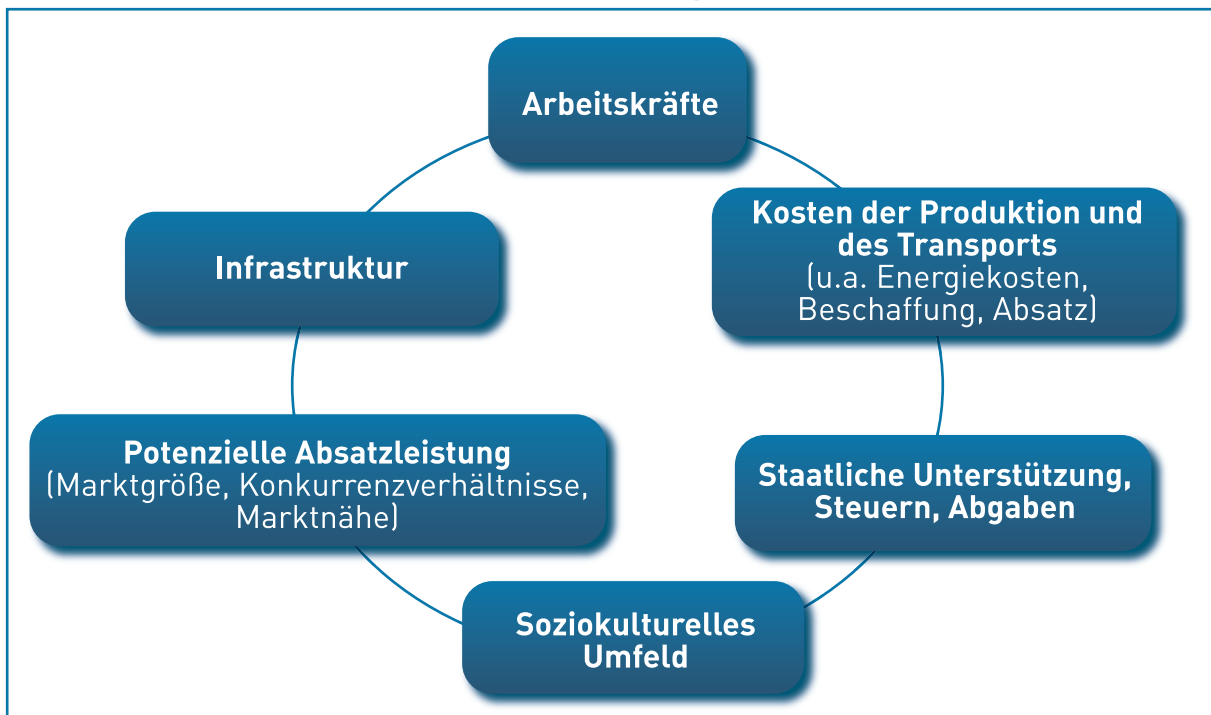 Arbeitskräfte
Kosten der Produktion und
des Transports
(u.a. Energiekosten,
Beschaffung, Absatz)
Infrastruktur
Potenzielle Absatzleistung
(Marktgröße, Konkurrenzverhältnisse,
Marktnähe)
Staatliche Unterstützung,
Steuern, Abgaben
Soziokulturelles
Umfeld